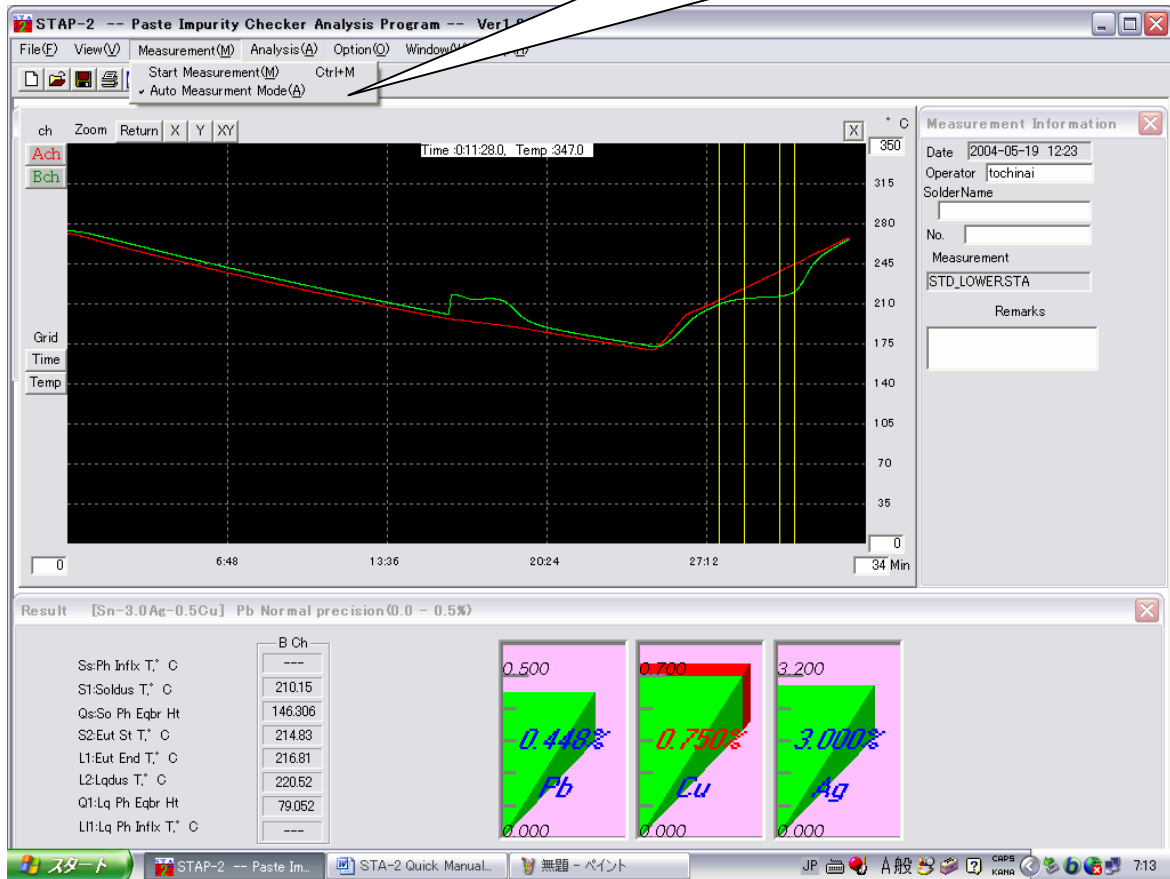 STAP-2 -- Paste Impurity Checker Analysis Program -- Ver1.0
File(F) View(V) Measurement(M) Analysis(A) Option(O)
Start Measurement(M) Ctrl+M
✓ Auto Measurment Mode(A)
ch Zoom Return X Y XY X ° C
Ach
Bch
Time :0:11:28.0, Temp :347.0
350
315
280
245
210
175
140
105
70
35
0
Grid
Time
Temp
0 6:48 13:36 20:24 27:12 34 Min
Measurement Information
Date 2004-05-19 12:23
Operator tochinai
SolderName
No.
Measurement
STD_LOWER.STA
Remarks
Result [Sn-3.0Ag-0.5Cu] Pb Normal precision(0.0 - 0.5%)
B Ch
Ss:Ph Inflx T,° C ---
S1:Soldus T,° C 210.15
Qs:So Ph Eqbr Ht 146.306
S2:Eut St T,° C 214.83
L1:Eut End T,° C 216.81
L2:Lqdus T,° C 220.52
Q1:Lq Ph Eqbr Ht 79.052
LI1:Lq Ph Inflx T,° C ---
0.500 0.700 3.200
0.448% 0.750% 3.000%
Pb Cu Ag
0.000 0.000 0.000
スタート STAP-2 -- Paste Im... STA-2 Quick Manual... 無題 - ペイント JP A 般 CAPS KANA 7:13